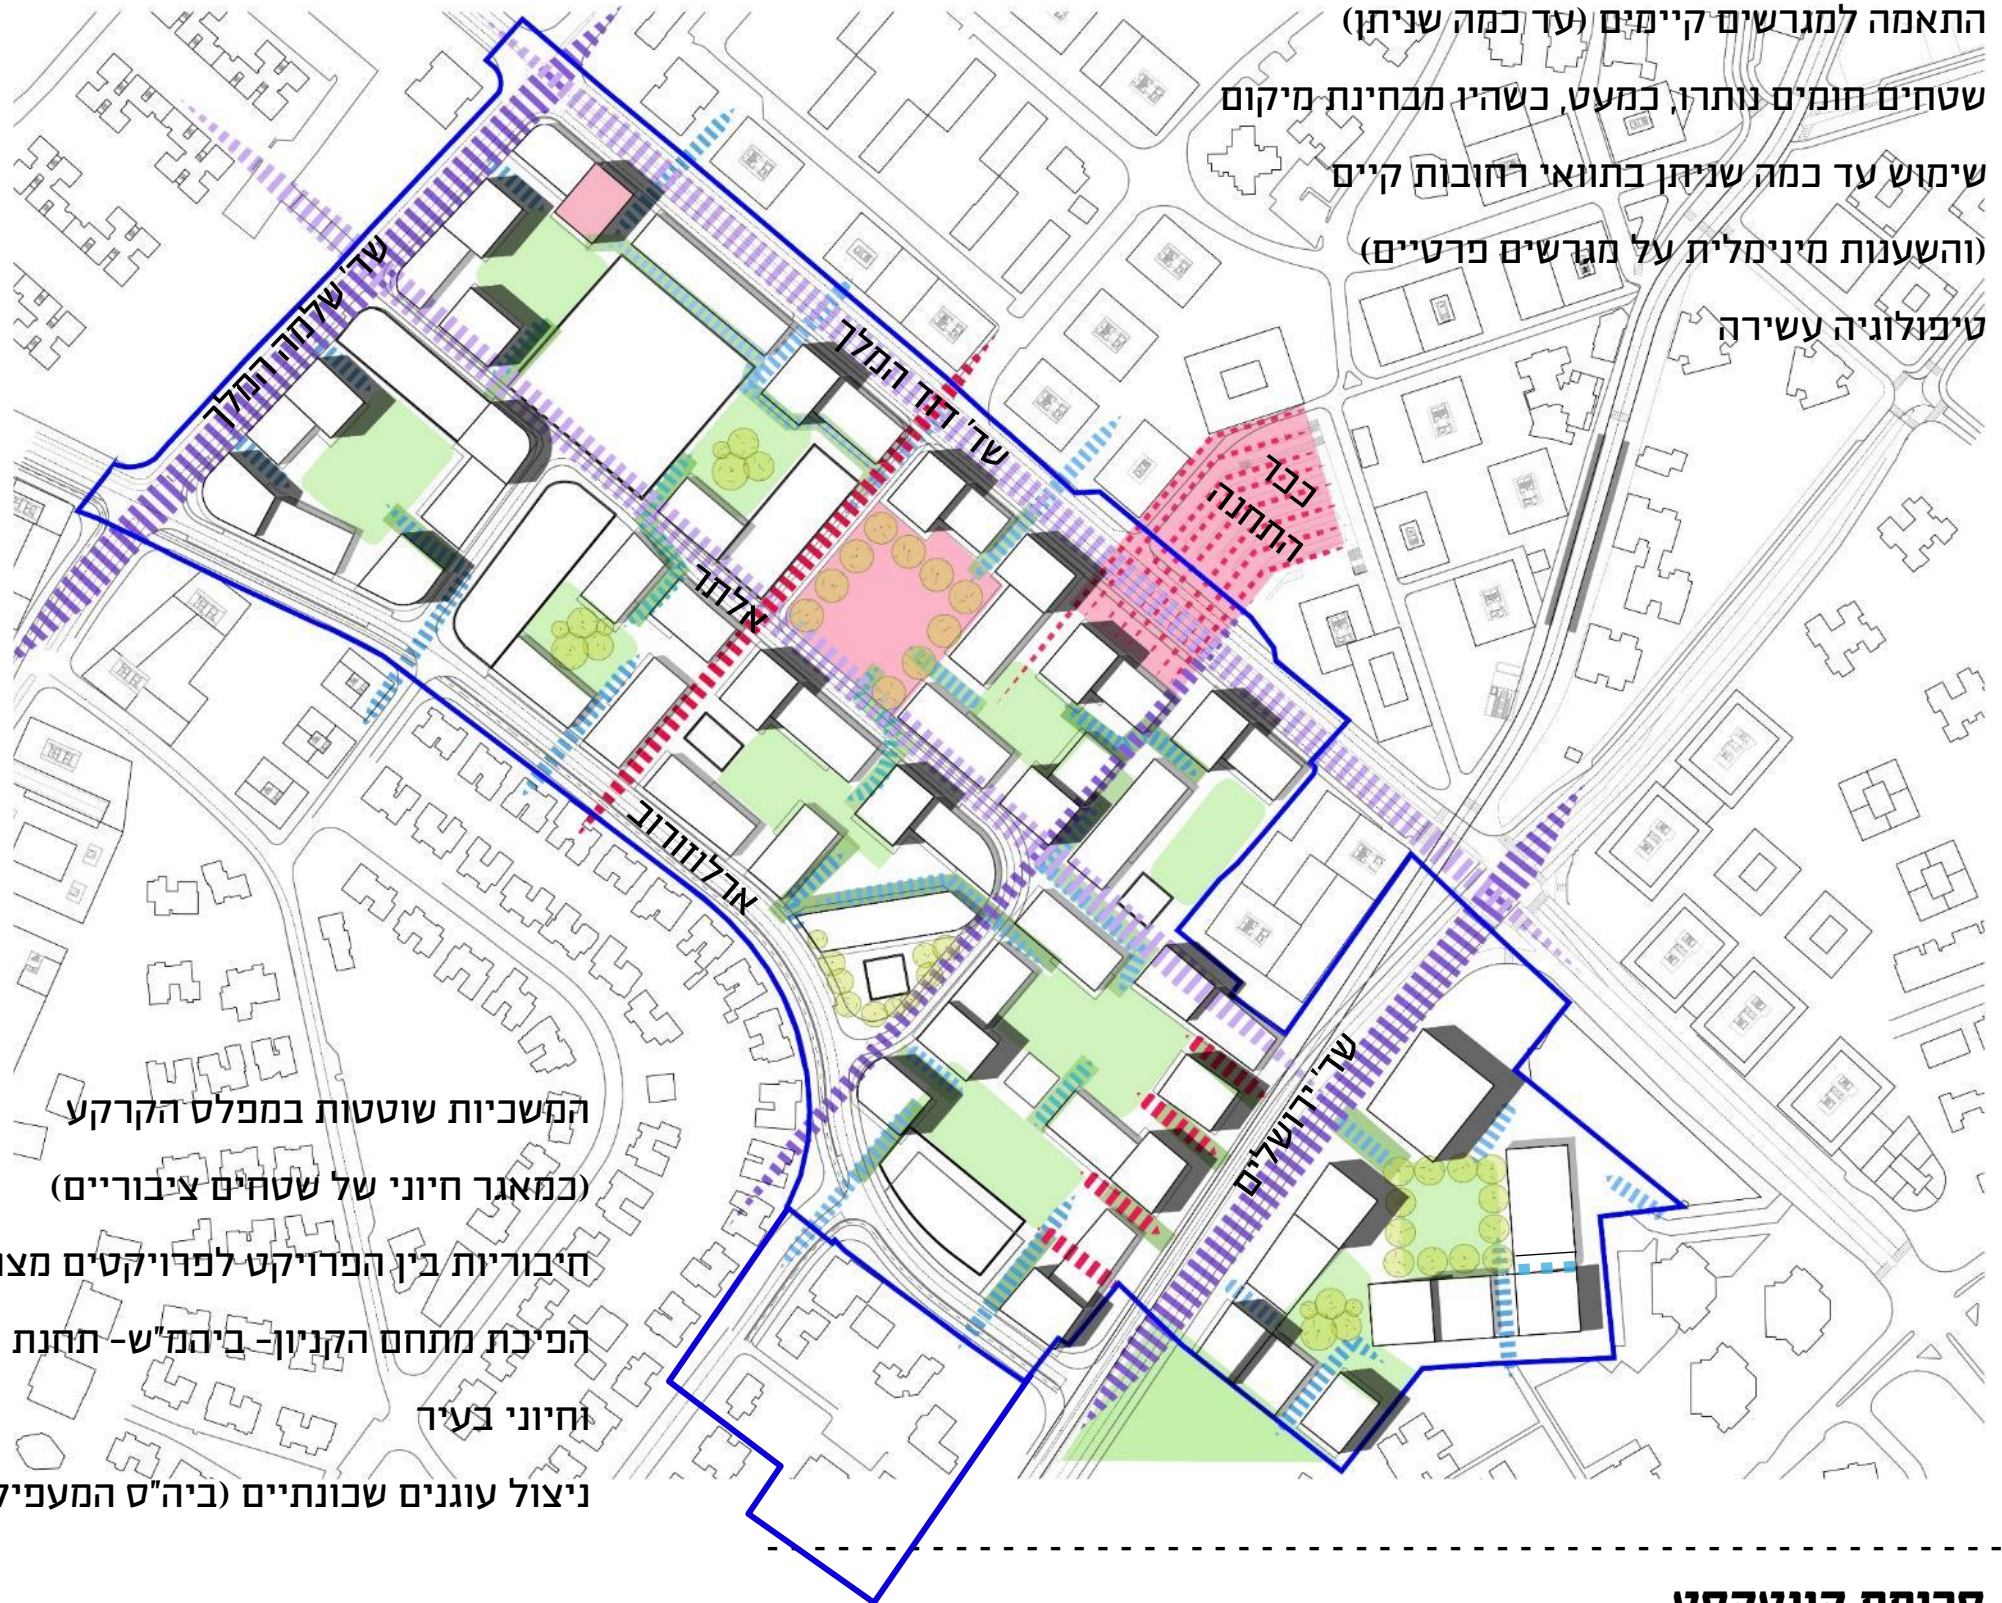 התאמה למגרשים קיימים (עד כמה שניתן)
שטחים חומים נותרו, כמעט, כשהיו מבחינת מיקום
שימוש עד כמה שניתן בתוואי רחובות קיים
(והשענות מינימלית על מגרשים פרטיים)
טיפולוגיה עשירה
שד' שלמה המלך
שד' דוד המלך
ככר
התחנה
אלתר
ארלוזורוב
שד' ירושלים
המשכיות שוטטות במפלס הקרקע
(כמאגר חיוני של שטחים ציבוריים)
חיבוריות בין הפרויקט לפרויקטים
הפיכת מתחם הקניון- ביהמ"ש- תחנת
וחיוני בעיר
ניצול עוגנים שכונתיים (ביה"ס